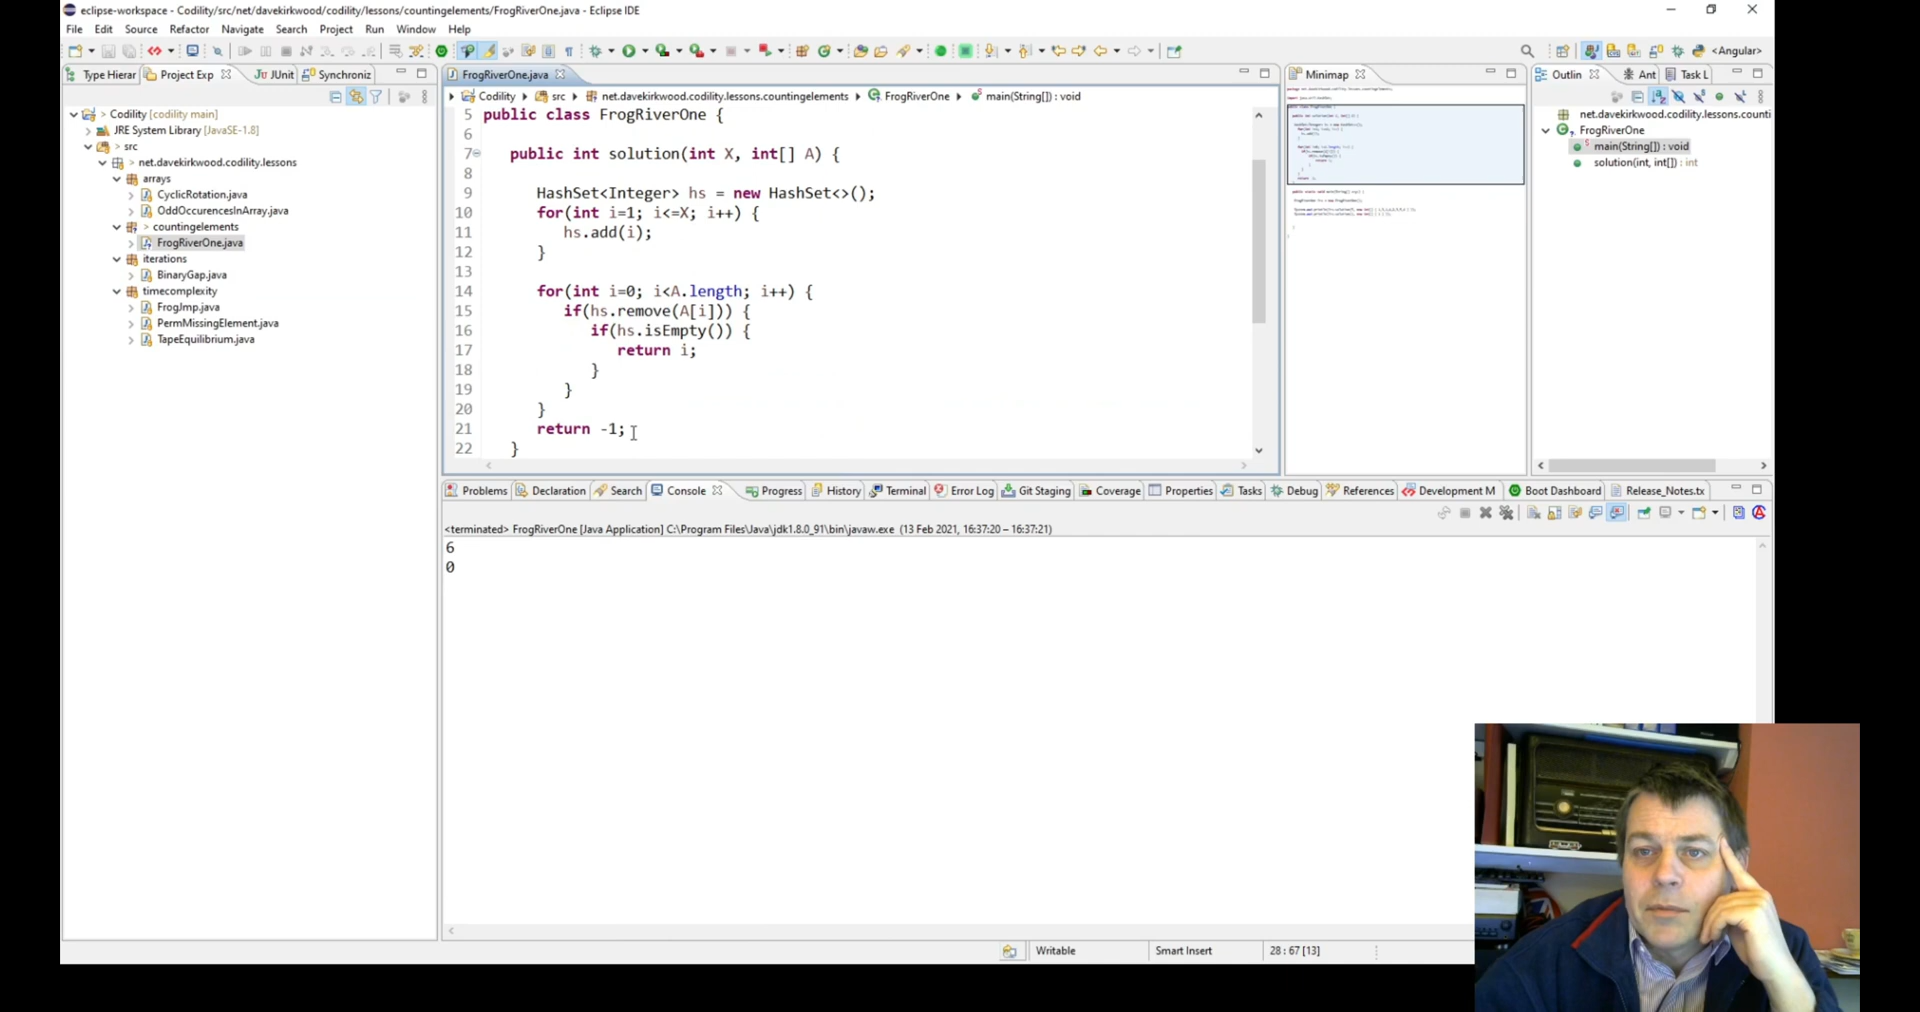 eclipse-workspace - Codility/src/net/davekirkwood/codility/lessons/countingelements/FrogRiverOne.java - Eclipse IDE
File Edit Source Refactor Navigate Search Project Run Window Help
<Angular>
Type Hierar Project Exp JUnit Synchroniz
Codility [codility main]
JRE System Library [JavaSE-1.8]
src
net.davekirkwood.codility.lessons
arrays
CyclicRotation.java
OddOccurencesInArray.java
countingelements
FrogRiverOne.java
iterations
BinaryGap.java
timecomplexity
FrogJmp.java
PermMissingElement.java
TapeEquilibrium.java
FrogRiverOne.java
Codility src net.davekirkwood.codility.lessons.countingelements FrogRiverOne main(String[]) : void
5 public class FrogRiverOne {
6
7 public int solution(int X, int[] A) {
8
9 HashSet<Integer> hs = new HashSet<>();
10 for(int i=1; i<=X; i++) {
11 hs.add(i);
12 }
13
14 for(int i=0; i<A.length; i++) {
15 if(hs.remove(A[i])) {
16 if(hs.isEmpty()) {
17 return i;
18 }
19 }
20 }
21 return -1;
22 }
Minimap
Outlin Ant Task L
net.davekirkwood.codility.lessons.counti
FrogRiverOne
main(String[]) : void
solution(int, int[]) : int
Problems Declaration Search Console Progress History Terminal Error Log Git Staging Coverage Properties Tasks Debug References Development M Boot Dashboard Release_Notes.tx
<terminated> FrogRiverOne [Java Application] C:\Program Files\Java\jdk1.8.0_91\bin\javaw.exe (13 Feb 2021, 16:37:20 – 16:37:21)
6
0
Writable Smart Insert 28 : 67 [13]